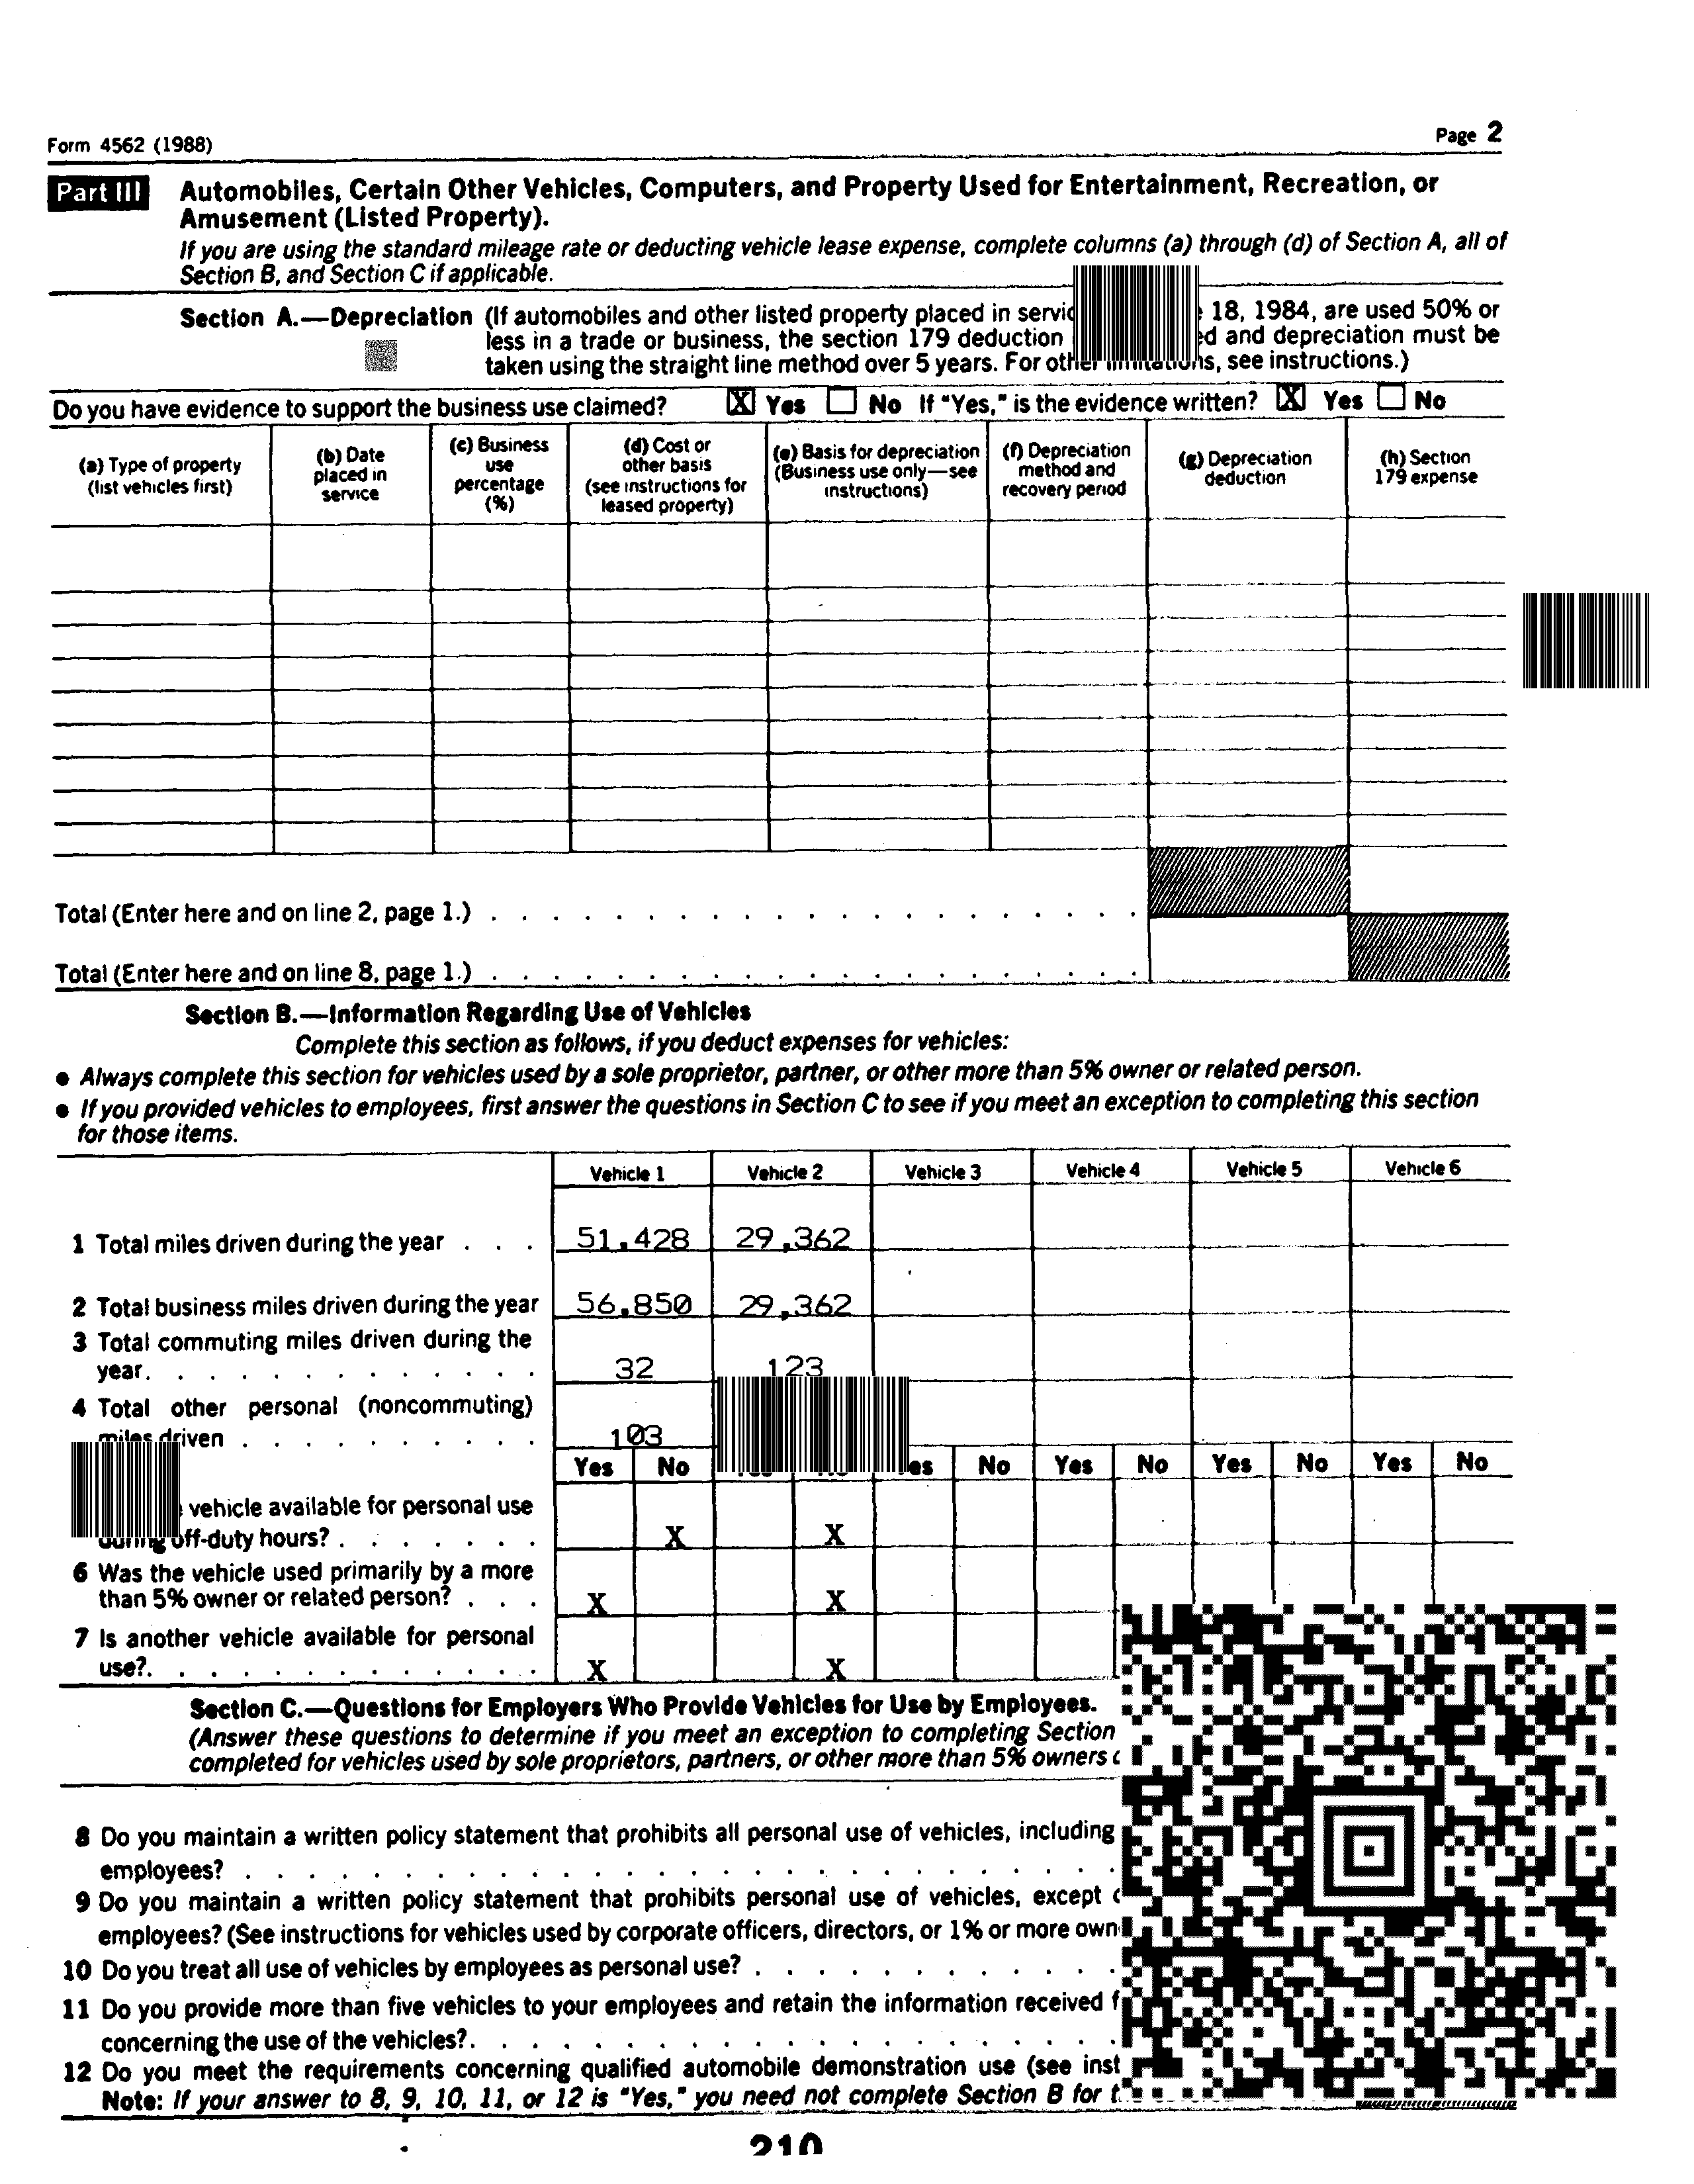 Form 4562 (1988)
Page 2
Part III Automobiles, Certain Other Vehicles, Computers, and Property Used for Entertainment, Recreation, or
Amusement (Listed Property).
If you are using the standard mileage rate or deducting vehicle lease expense, complete columns (a) through (d) of Section A, all of
Section B, and Section C if applicable.
Section A.—Depreciation (If automobiles and other listed property placed in 18, 1984, are used 50% or
less in a trade or business, the section 179 deduction and depreciation must be
taken using the straight line method over 5 years. For other limitations, see instructions.)
Do you have evidence to support the business use claimed? X Yes No If "Yes," is the evidence written? X Yes No
(a) Type of property
(list vehicles first)
(b) Date
placed in
service
(c) Business
use
percentage
(%)
(d) Cost or
other basis
(see instructions for
leased property)
(e) Basis for depreciation
(Business use only—see
instructions)
(f) Depreciation
method and
recovery period
(g) Depreciation
deduction
(h) Section
179 expense
Total (Enter here and on line 2, page 1.) . . . . . . . . . . . . . . . . . . . . .
Total (Enter here and on line 8, page 1.) . . . . . . . . . . . . . . . . . . . . .
Section B.—Information Regarding Use of Vehicles
Complete this section as follows, if you deduct expenses for vehicles:
● Always complete this section for vehicles used by a sole proprietor, partner, or other more than 5% owner or related person.
● If you provided vehicles to employees, first answer the questions in Section C to see if you meet an exception to completing this section
for those items.
Vehicle 1 Vehicle 2 Vehicle 3 Vehicle 4 Vehicle 5 Vehicle 6
1 Total miles driven during the year . . . 51,428 29,362
2 Total business miles driven during the year 56,850 29,362
3 Total commuting miles driven during the
year. . . . . . . . . . . . . 32 123
4 Total other personal (noncommuting)
miles driven . . . . . . . . . . 103
Yes No No Yes No Yes No Yes No
vehicle available for personal use
during off-duty hours? . . . . . . . X X
6 Was the vehicle used primarily by a more
than 5% owner or related person? . . . X X
7 Is another vehicle available for personal
use?. . . . . . . . . . . . . X X
Section C.—Questions for Employers Who Provide Vehicles for Use by Employees.
(Answer these questions to determine if you meet an exception to completing Section
completed for vehicles used by sole proprietors, partners, or other more than 5% owners
8 Do you maintain a written policy statement that prohibits all personal use of vehicles, including
employees? . . . . . . . . . . . . . . . . . . . . . . . . . . . .
9 Do you maintain a written policy statement that prohibits personal use of vehicles, except
employees? (See instructions for vehicles used by corporate officers, directors, or 1% or more
10 Do you treat all use of vehicles by employees as personal use? . . . . . . . . . . . .
11 Do you provide more than five vehicles to your employees and retain the information received
concerning the use of the vehicles?. . . . . . . . . . . . . . . . . . . . .
12 Do you meet the requirements concerning qualified automobile demonstration use (see
Note: If your answer to 8, 9, 10, 11, or 12 is "Yes," you need not complete Section B for
210